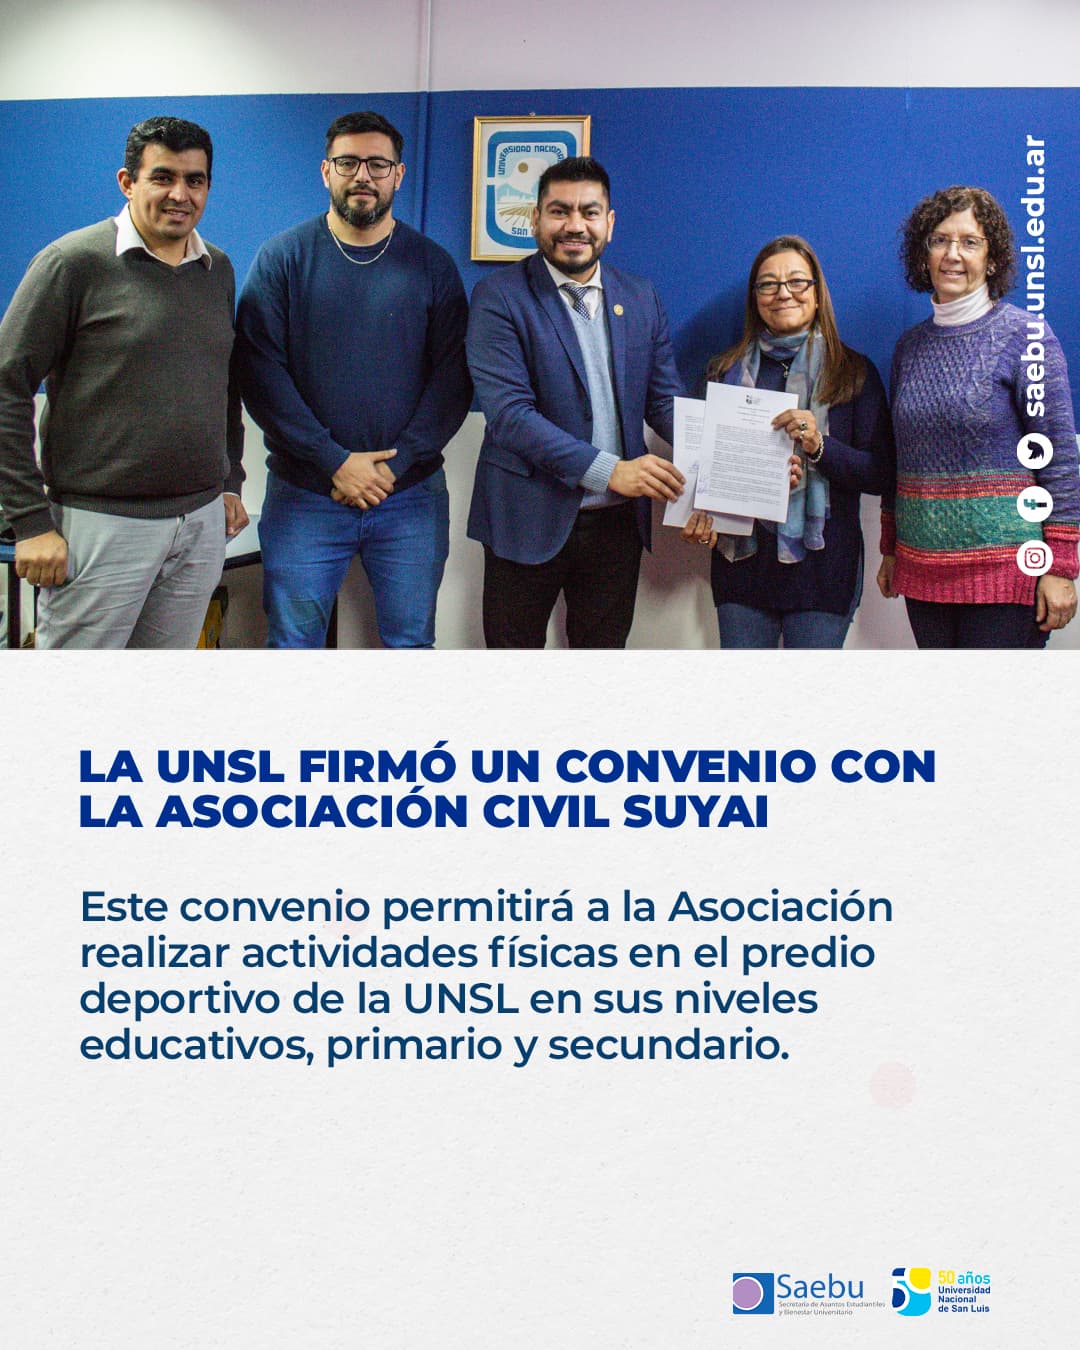 UNIVERSIDAD NACIONAL
SAN
saebu.unsl.edu.ar
LA UNSL FIRMÓ UN CONVENIO CON
LA ASOCIACIÓN CIVIL SUYAI
Este convenio permitirá a la Asociación
realizar actividades físicas en el predio
deportivo de la UNSL en sus niveles
educativos, primario y secundario.
Saebu
Secretaría de Asuntos Estudiantiles
y Bienestar Universitario
50 años
Universidad
Nacional
de San Luis